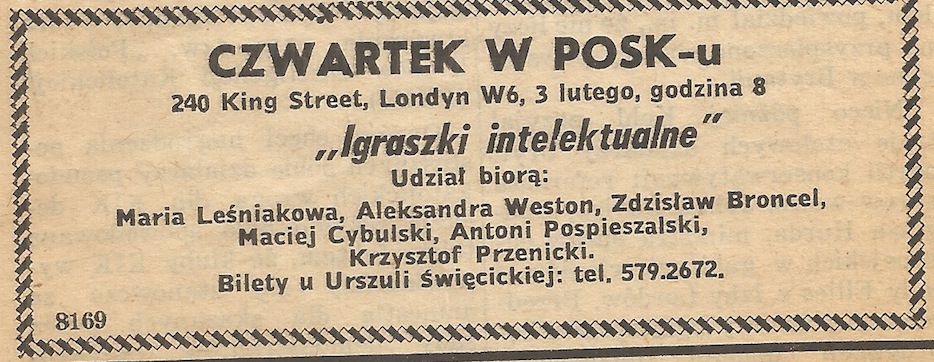 CZWARTEK W POSK-u
240 King Street, Londyn W6, 3 lutego, godzina 8
„Igraszki intelektualne”
Udział biorą:
Maria Leśniakowa, Aleksandra Weston, Zdzisław Broncel,
Maciej Cybulski, Antoni Pospieszalski,
Krzysztof Przenicki.
Bilety u Urszuli święcickiej: tel. 579.2672.
8169